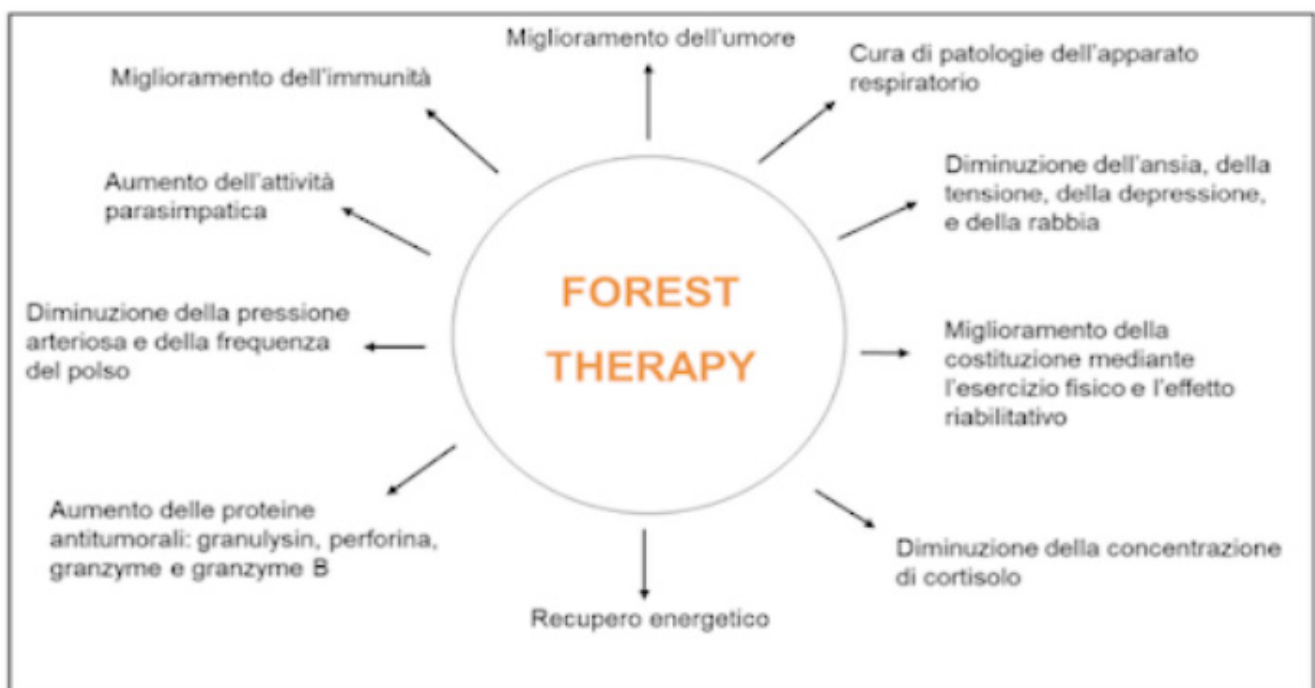 Miglioramento dell'umore
Cura di patologie dell'apparato
respiratorio
Miglioramento dell'immunità
Diminuzione dell'ansia, della
tensione, della depressione,
e della rabbia
Aumento dell'attività
parasimpatica
FOREST
THERAPY
Diminuzione della pressione
arteriosa e della frequenza
del polso
Miglioramento della
costituzione mediante
l'esercizio fisico e l'effetto
riabilitativo
Aumento delle proteine
antitumorali: granulysin, perforina,
granzyme e granzyme B
Diminuzione della concentrazione
di cortisolo
Recupero energetico